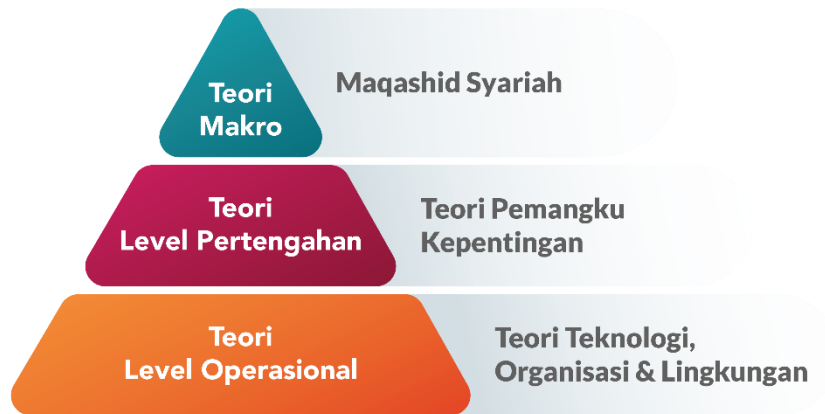 Teori
Makro
Maqashid Syariah
Teori
Level Pertengahan
Teori Pemangku
Kepentingan
Teori
Level Operasional
Teori Teknologi,
Organisasi & Lingkungan